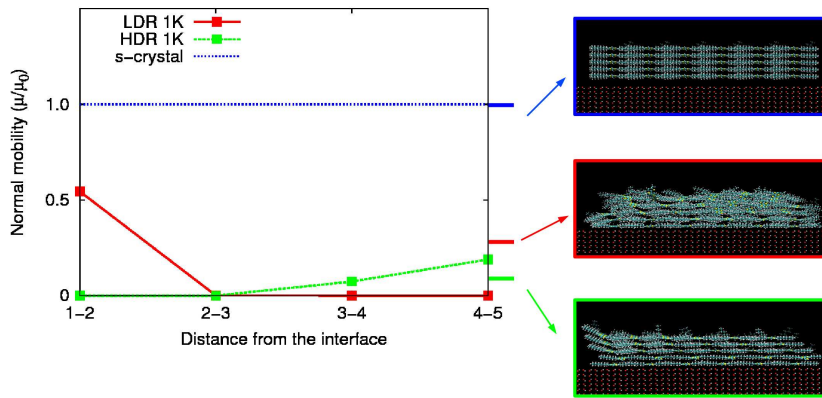 LDR 1K
HDR 1K
s-crystal
Normal mobility (μ/μ0)
1.0
0.5
0
1-2
2-3
3-4
4-5
Distance from the interface